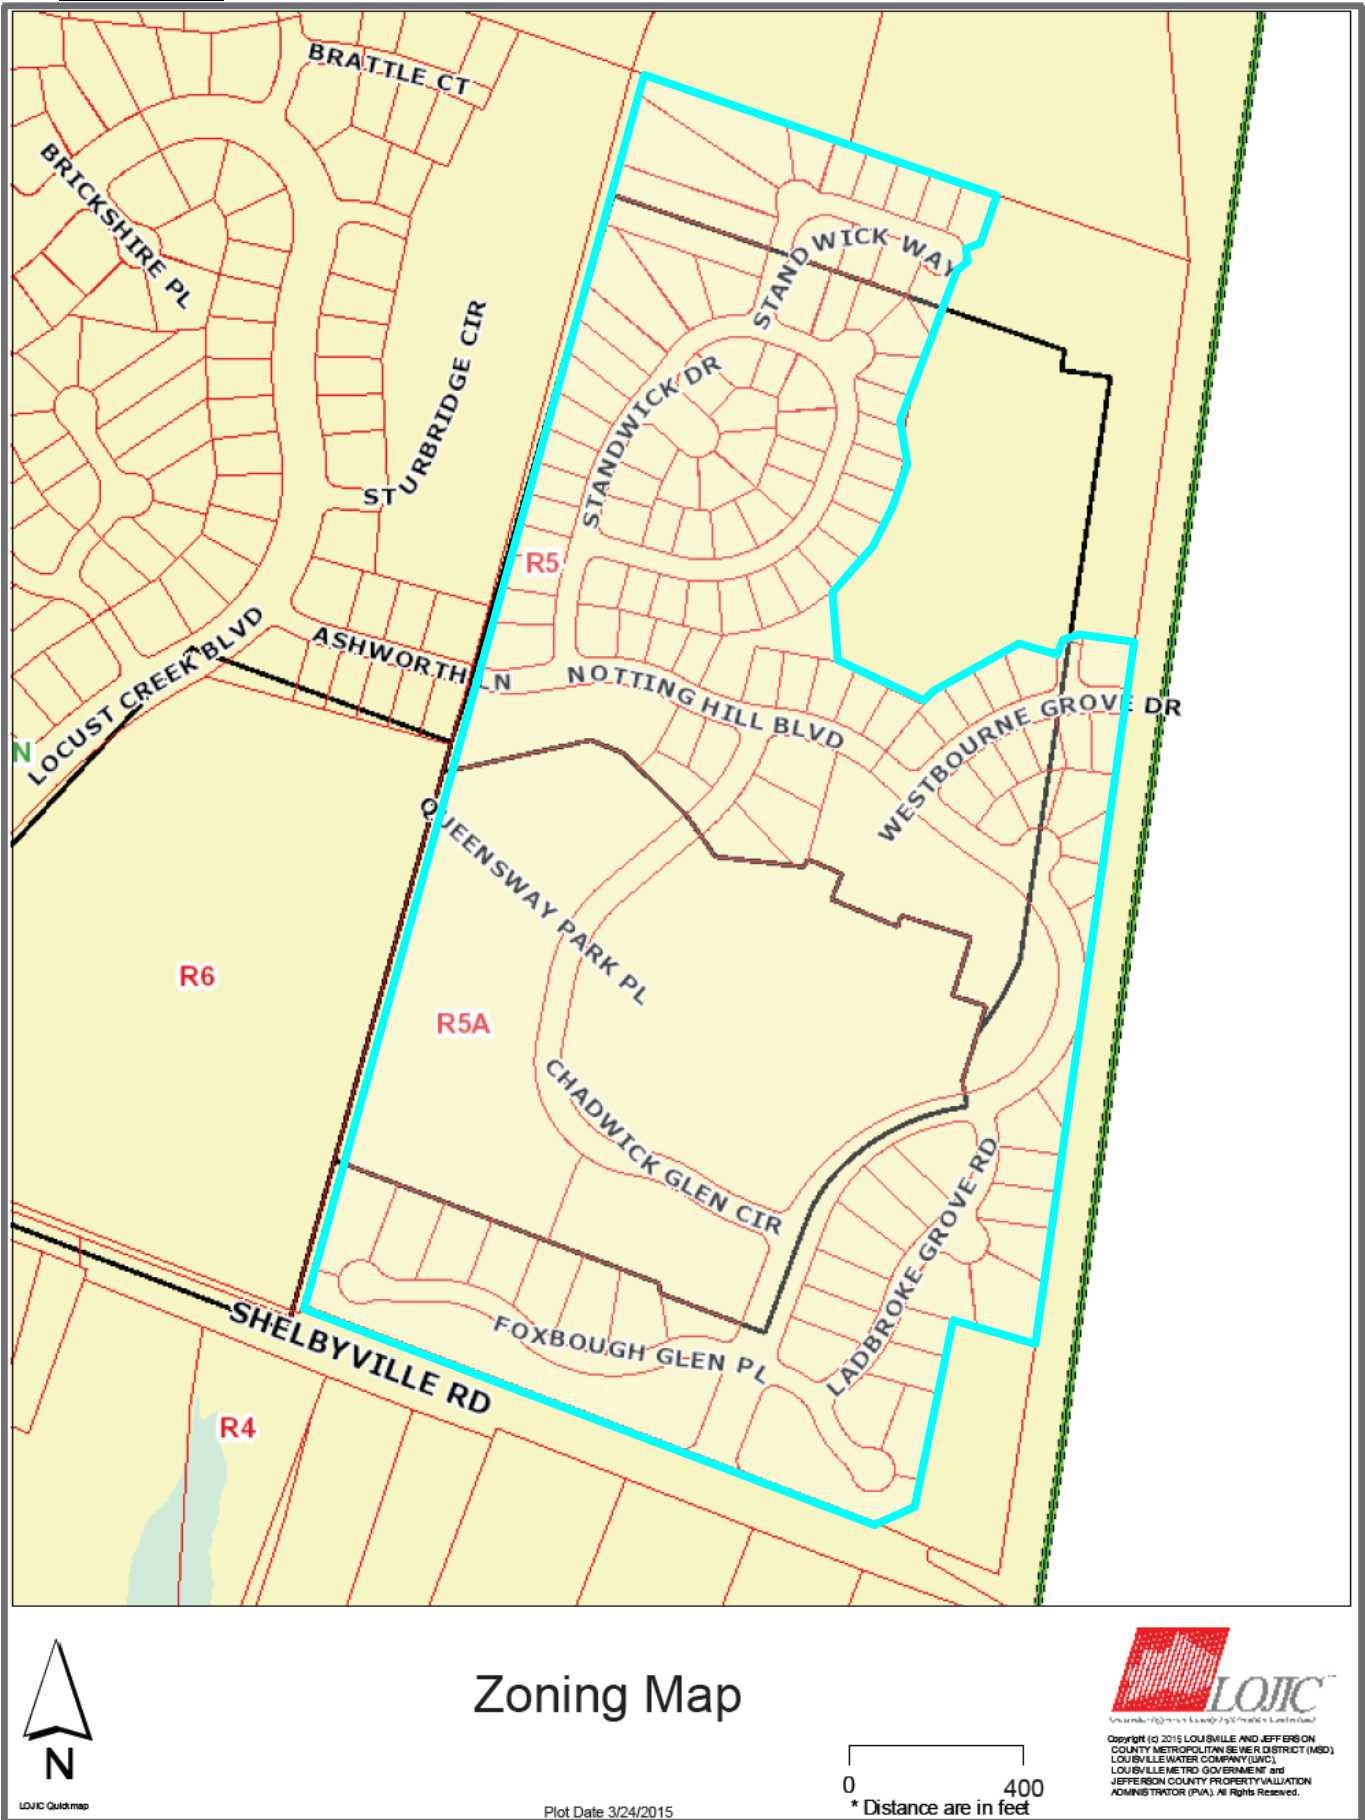 BRATTLE CT
BRICKSHIRE PL
STAND WICK WAY
STURBRIDGE CIR
STANDWICK DR
R5
LOCUST CREEK BLVD
ASHWORTH LN
NOTTING HILL BLVD
WESTBOURNE GROVE DR
N
QUEENSWAY PARK PL
R6
R5A
CHADWICK GLEN CIR
LADBROKE GROVE RD
SHELBYVILLE RD
FOXBOUGH GLEN PL
R4
N
LOJIC Quickmap
Zoning Map
Plot Date 3/24/2015
0 400
* Distance are in feet
LOJIC
Copyright (c) 2015 LOUISVILLE AND JEFFERSON
COUNTY METROPOLITAN SEWER DISTRICT (MSD),
LOUISVILLE WATER COMPANY (LWC),
LOUISVILLE METRO GOVERNMENT and
JEFFERSON COUNTY PROPERTY VALUATION
ADMINISTRATOR (PVA). All Rights Reserved.